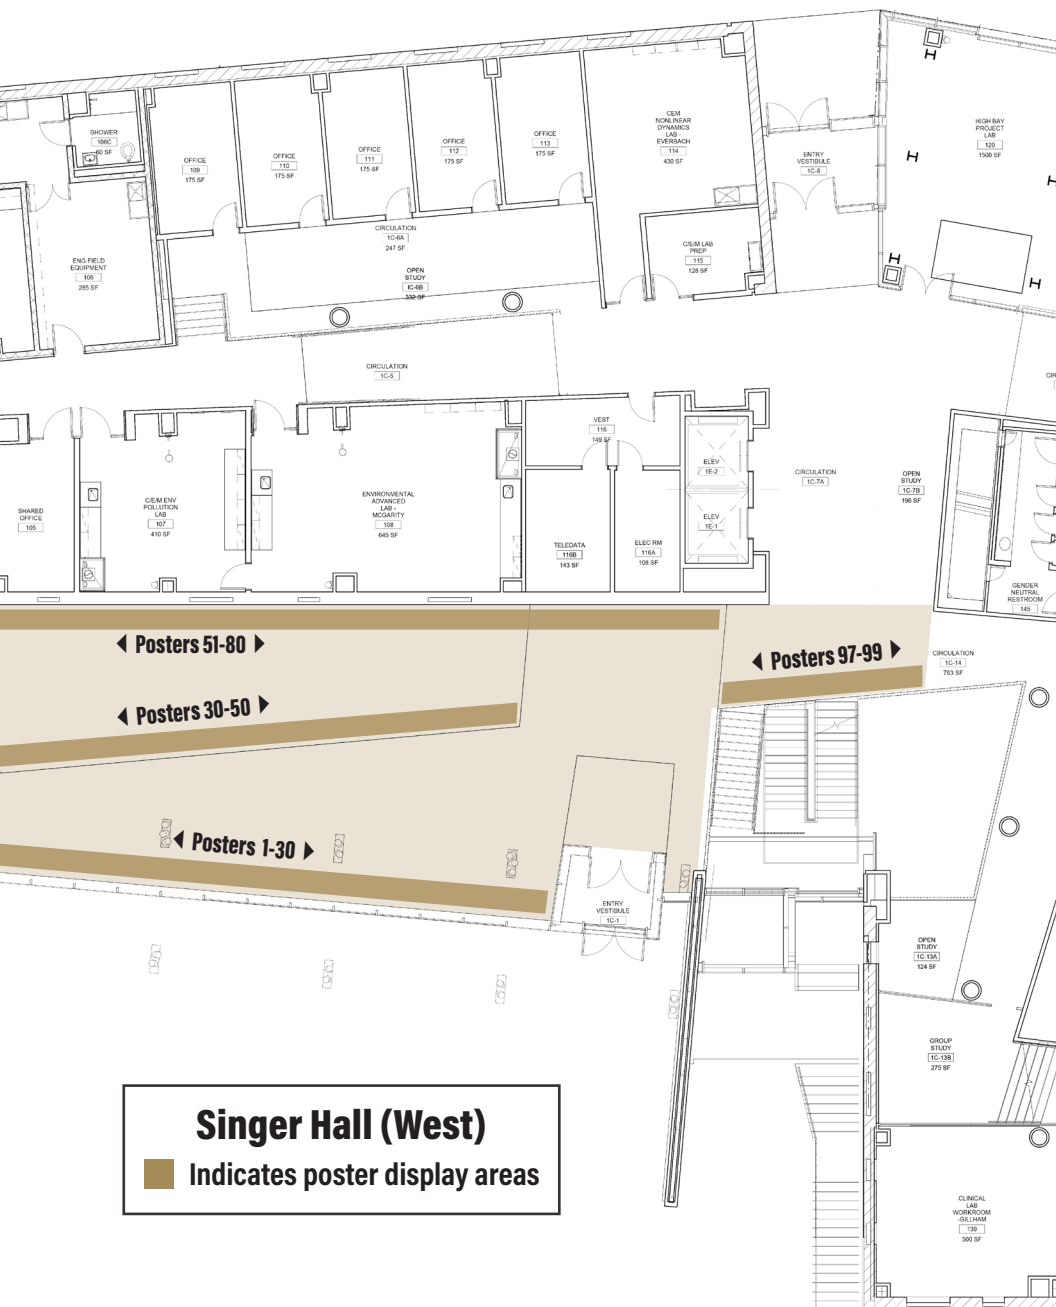 SHOWER
106C
60 SF
OFFICE
109
175 SF
OFFICE
110
175 SF
OFFICE
111
175 SF
OFFICE
112
175 SF
OFFICE
113
175 SF
CEM
NONLINEAR
DYNAMICS
LAB -
EVERBACH
114
430 SF
ENTRY
VESTIBULE
1C-8
HIGH BAY
PROJECT
LAB
120
1500 SF
ENG FIELD
EQUIPMENT
106
285 SF
CIRCULATION
1C-6A
247 SF
OPEN
STUDY
IC-6B
332 SF
C/E/M LAB
PREP
115
128 SF
CIRCULATION
1C-5
CIR
SHARED
OFFICE
105
C/E/M ENV
POLLUTION
LAB
107
410 SF
ENVIRONMENTAL
ADVANCED
LAB -
MCGARITY
108
645 SF
VEST
116
149 SF
TELEDATA
116B
143 SF
ELEC RM
116A
108 SF
ELEV
1E-2
ELEV
1E-1
CIRCULATION
1C-7A
OPEN
STUDY
1C-7B
196 SF
GENDER
NEUTRAL
RESTROOM
145
Posters 51-80
Posters 97-99
CIRCULATION
1C-14
783 SF
Posters 30-50
Posters 1-30
ENTRY
VESTIBULE
1C-1
OPEN
STUDY
1C-13A
124 SF
GROUP
STUDY
1C-13B
275 SF
CLINICAL
LAB
WORKROOM
-GILLHAM
139
500 SF
Singer Hall (West)
Indicates poster display areas